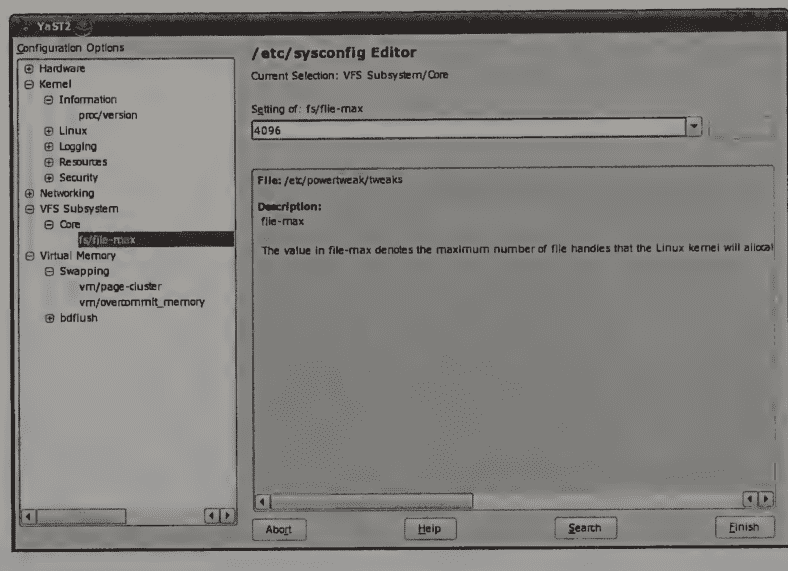 YaST2
Configuration Options
Hardware
Kernel
Information
proc/version
Linux
Logging
Resources
Security
Networking
VFS Subsystem
Core
fs/file-max
Virtual Memory
Swapping
vm/page-cluster
vm/overcommit_memory
bdflush
/etc/sysconfig Editor
Current Selection: VFS Subsystem/Core
Setting of: fs/file-max
4096
File: /etc/powertweak/tweaks
Description:
file-max
The value in file-max denotes the maximum number of file handles that the Linux kernel will allocat
Abort
Help
Search
Finish